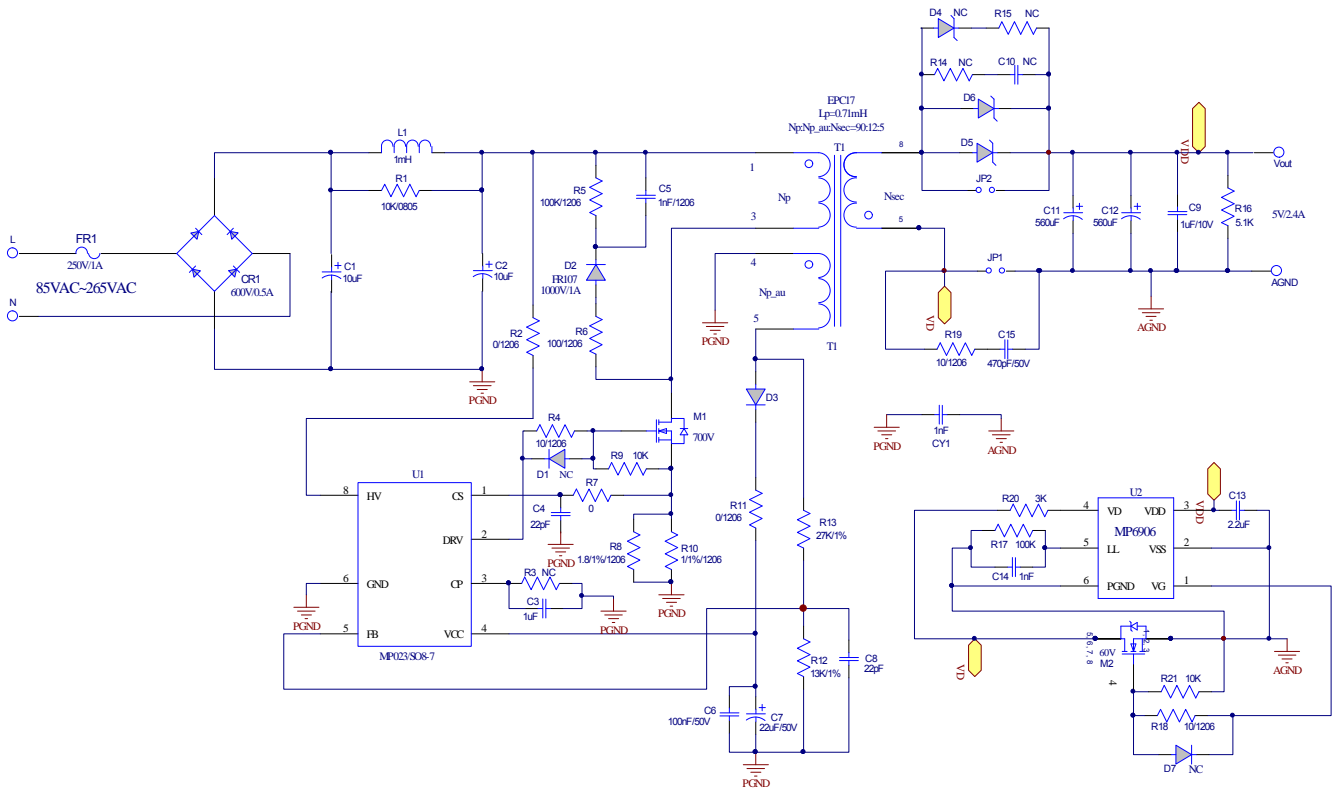 D4 NC
R15 NC
R14 NC
C10 NC
D6
D5
JP2
EPC17
Lp=0.71mH
Np:Np_au:Nsec=90:12:5
T1
8
1
Np
3
Nsec
5
4
Np_au
5
T1
PGND
L1
1mH
R1
10K/0805
L
FR1
250V/1A
85VAC~265VAC
N
CR1
600V/0.5A
C1
10uF
C2
10uF
PGND
R2
0/1206
R5
100K/1206
C5
1nF/1206
D2
FR107
1000V/1A
R6
100/1206
VDD
Vout
C11
560uF
C12
560uF
C9
1uF/10V
R16
5.1K
5V/2.4A
JP1
AGND
VD
AGND
R19
10/1206
C15
470pF/50V
PGND
1nF
CY1
AGND
M1
700V
R4
10/1206
D1 NC
R9 10K
R7
0
C4
22pF
PGND
R8
1.8/1%/1206
R10
1/1%/1206
PGND
D3
R11
0/1206
R13
27K/1%
U1
8 HV
CS 1
DRV 2
6 GND
CP 3
5 FB
VCC 4
MP023/SO8-7
PGND
R3 NC
C3
1uF
PGND
R12
13K/1%
C8
22pF
C6
100nF/50V
C7
22uF/50V
PGND
U2
MP6906
4 VD
VDD 3
5 LL
VSS 2
6 PGND
VG 1
R20 3K
R17 100K
C14 1nF
VDD
C13
2.2uF
VD
5,6,7,8
1,2,3
60V
M2
4
AGND
R21 10K
R18 10/1206
D7 NC